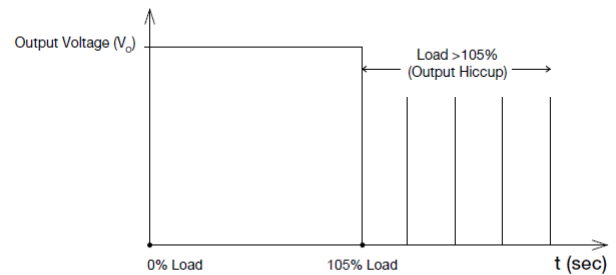 Output Voltage (Vo)
Load >105%
(Output Hiccup)
0% Load
105% Load
t (sec)